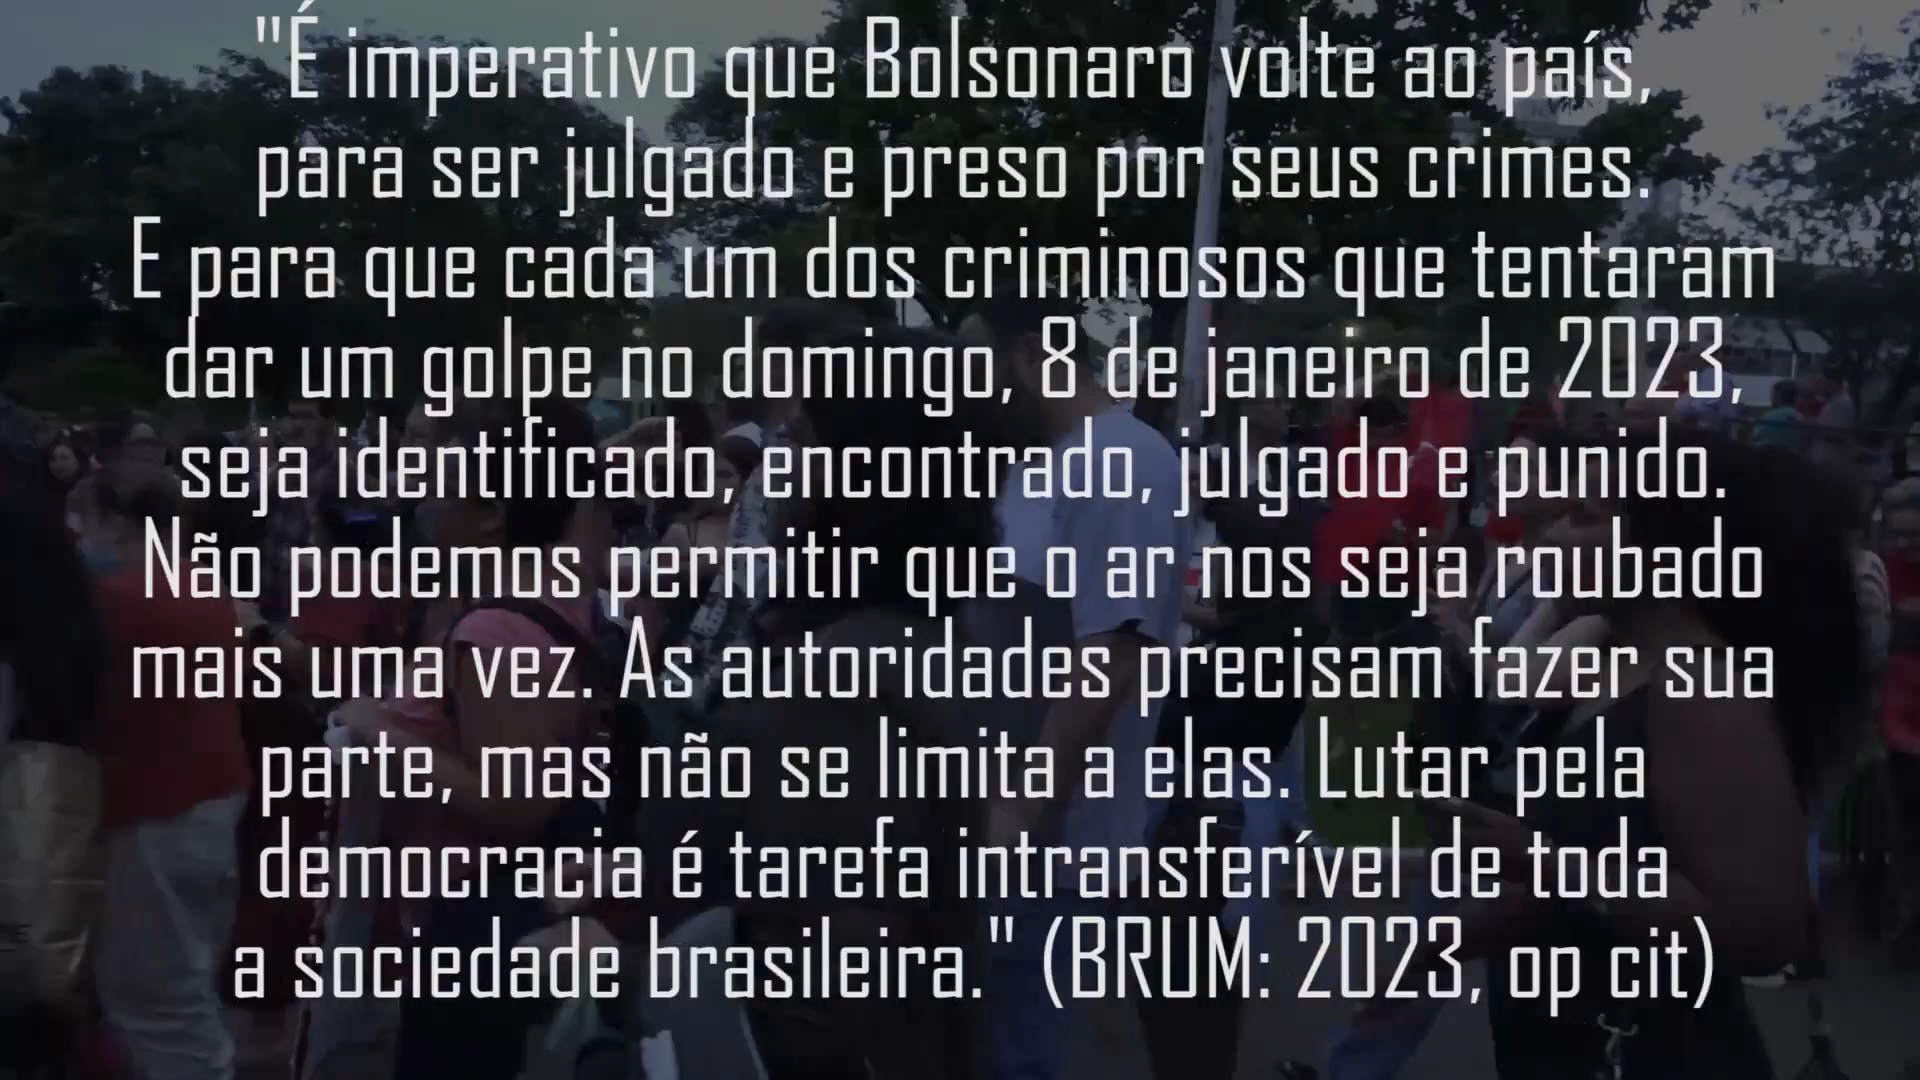 "É imperativo que Bolsonaro volte ao país,
para ser julgado e preso por seus crimes.
E para que cada um dos criminosos que tentaram
dar um golpe no domingo, 8 de janeiro de 2023,
seja identificado, encontrado, julgado e punido.
Não podemos permitir que o ar nos seja roubado
mais uma vez. As autoridades precisam fazer sua
parte, mas não se limita a elas. Lutar pela
democracia é tarefa intransferível de toda
a sociedade brasileira." (BRUM: 2023, op cit)